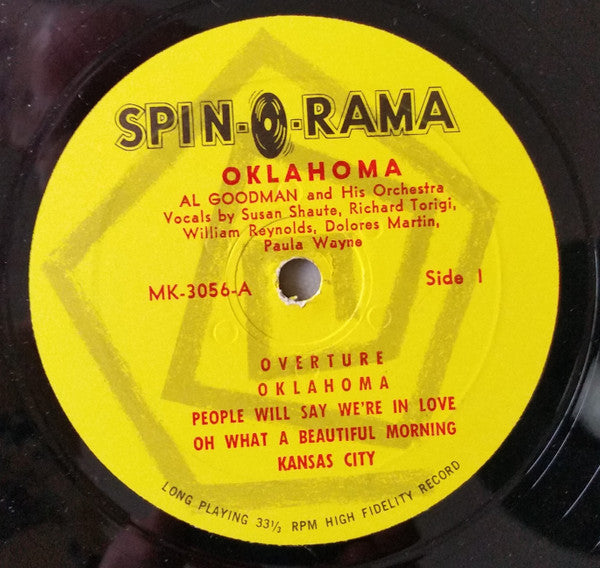 SPIN-O-RAMA
OKLAHOMA
AL GOODMAN and His Orchestra
Vocals by Susan Shaute, Richard Torigi,
William Reynolds, Dolores Martin,
Paula Wayne
MK-3056-A
Side 1
OVERTURE
OKLAHOMA
PEOPLE WILL SAY WE'RE IN LOVE
OH WHAT A BEAUTIFUL MORNING
KANSAS CITY
LONG PLAYING 33⅓ RPM HIGH FIDELITY RECORD